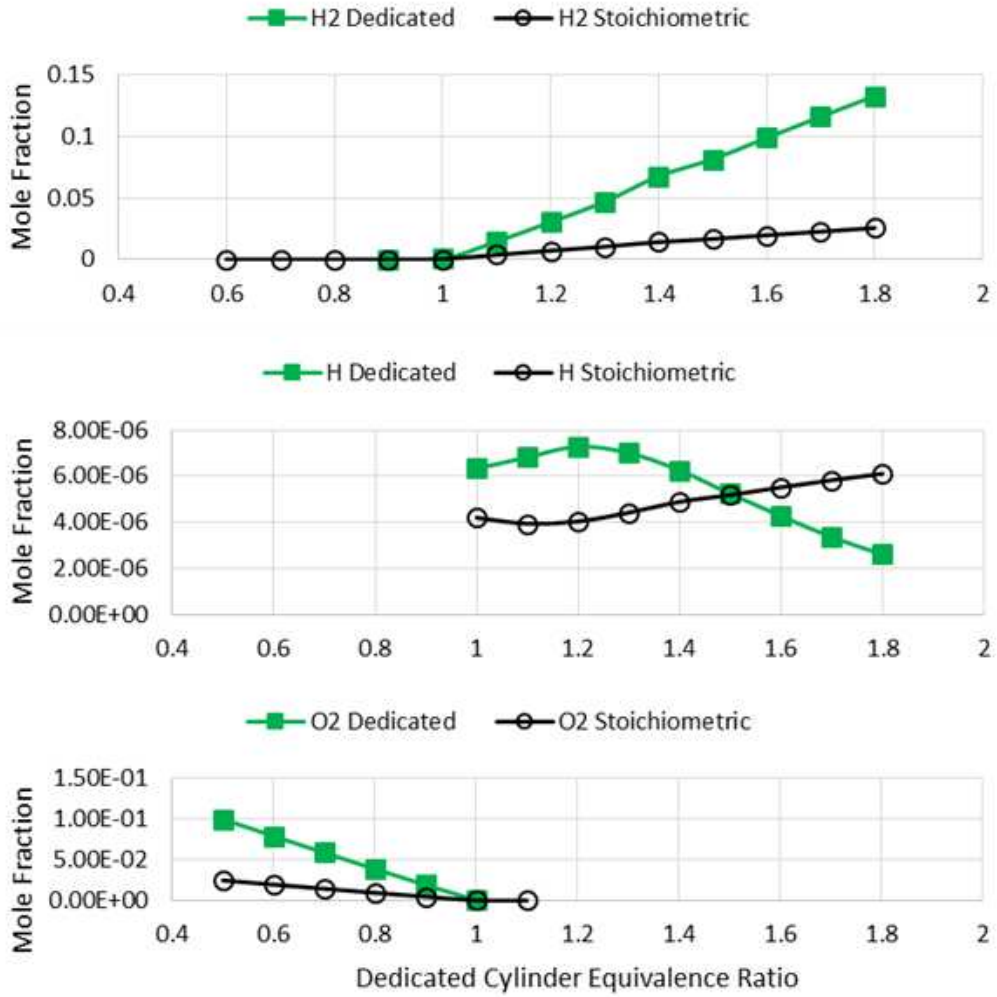 H2 Dedicated H2 Stoichiometric
Mole Fraction
0.15
0.1
0.05
0
0.4 0.6 0.8 1 1.2 1.4 1.6 1.8 2
H Dedicated H Stoichiometric
Mole Fraction
8.00E-06
6.00E-06
4.00E-06
2.00E-06
0.00E+00
0.4 0.6 0.8 1 1.2 1.4 1.6 1.8 2
O2 Dedicated O2 Stoichiometric
Mole Fraction
1.50E-01
1.00E-01
5.00E-02
0.00E+00
0.4 0.6 0.8 1 1.2 1.4 1.6 1.8 2
Dedicated Cylinder Equivalence Ratio